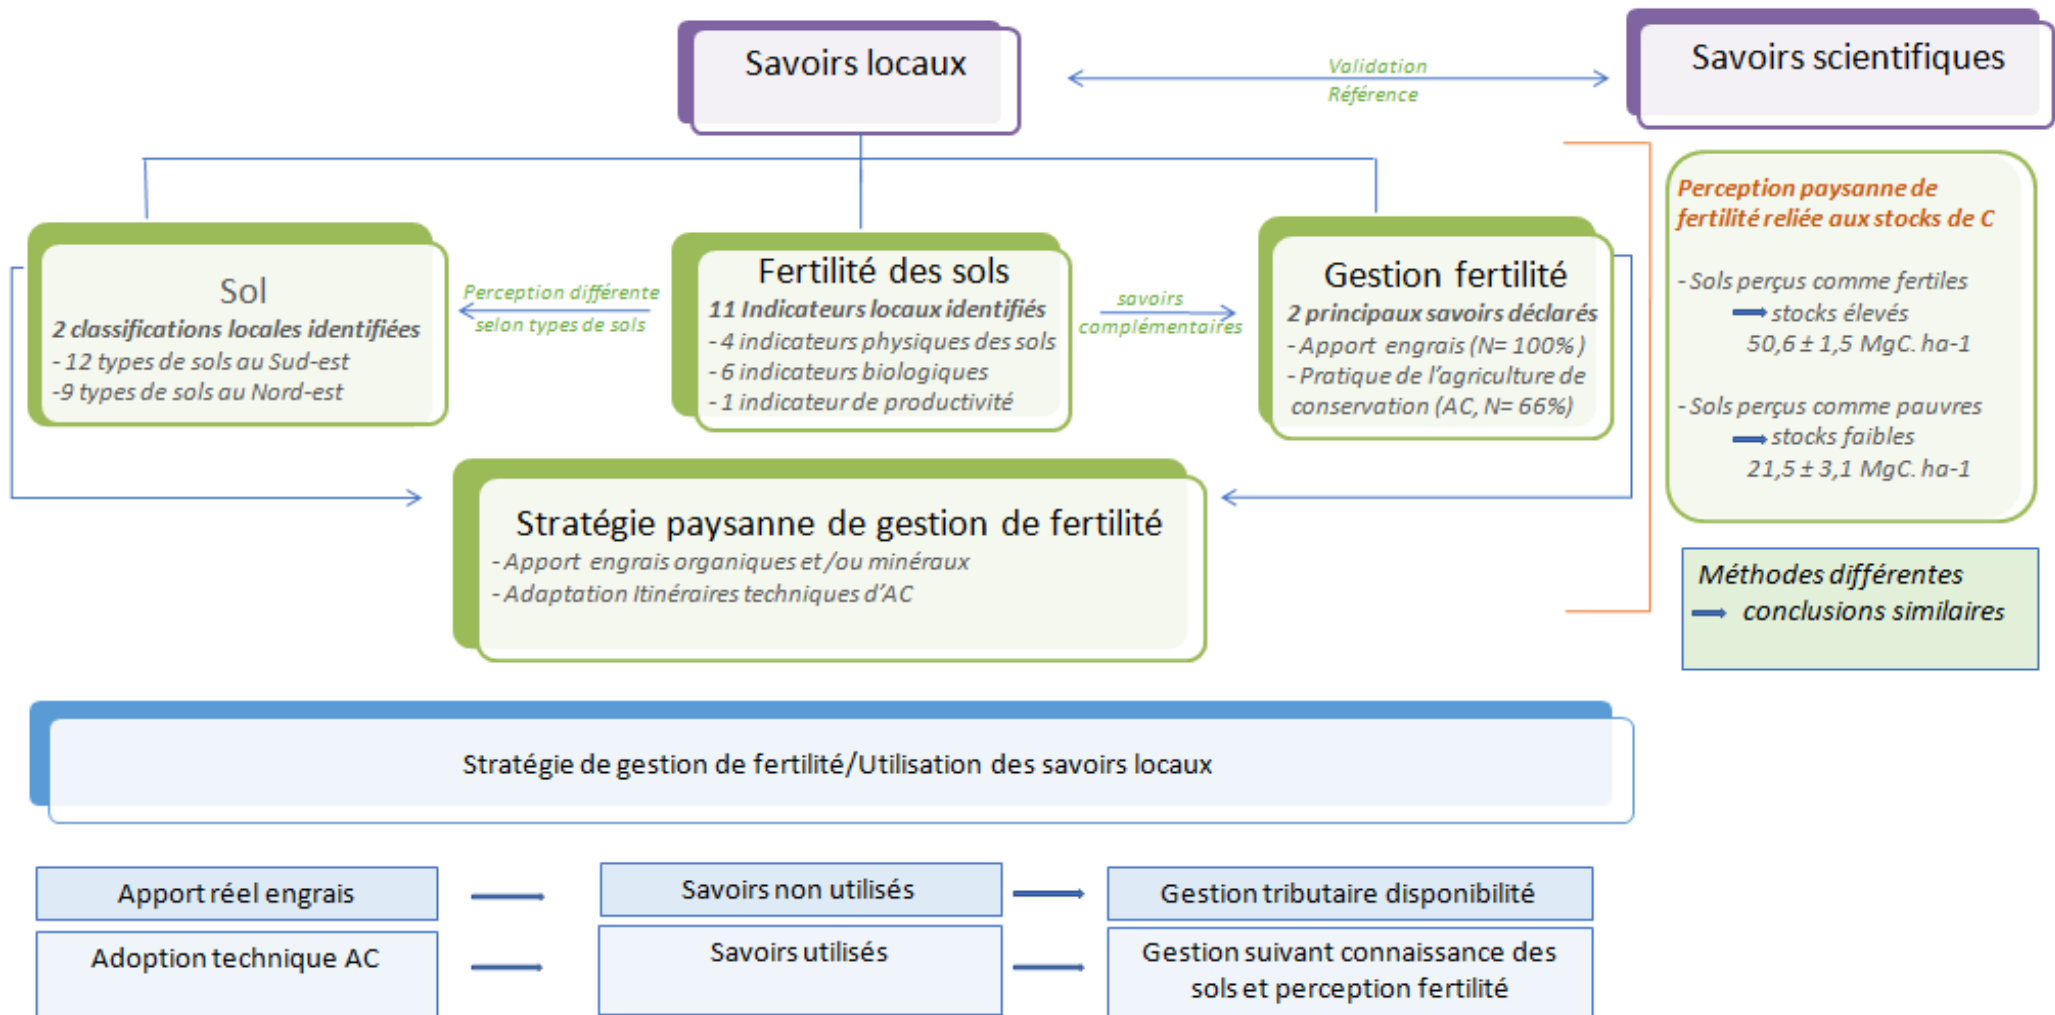 Savoirs locaux
Validation
Référence
Savoirs scientifiques
Sol
2 classifications locales identifiées
- 12 types de sols au Sud-est
-9 types de sols au Nord-est
Perception différente
selon types de sols
Fertilité des sols
11 Indicateurs locaux identifiés
- 4 indicateurs physiques des sols
- 6 indicateurs biologiques
- 1 indicateur de productivité
savoirs
complémentaires
Gestion fertilité
2 principaux savoirs déclarés
- Apport engrais (N= 100%)
- Pratique de l'agriculture de
conservation (AC, N= 66%)
Perception paysanne de
fertilité reliée aux stocks de C
- Sols perçus comme fertiles
stocks élevés
50,6 ± 1,5 MgC. ha-1
- Sols perçus comme pauvres
stocks faibles
21,5 ± 3,1 MgC. ha-1
Stratégie paysanne de gestion de fertilité
- Apport engrais organiques et /ou minéraux
- Adaptation Itinéraires techniques d'AC
Méthodes différentes
conclusions similaires
Stratégie de gestion de fertilité/Utilisation des savoirs locaux
Apport réel engrais
Savoirs non utilisés
Gestion tributaire disponibilité
Adoption technique AC
Savoirs utilisés
Gestion suivant connaissance des
sols et perception fertilité